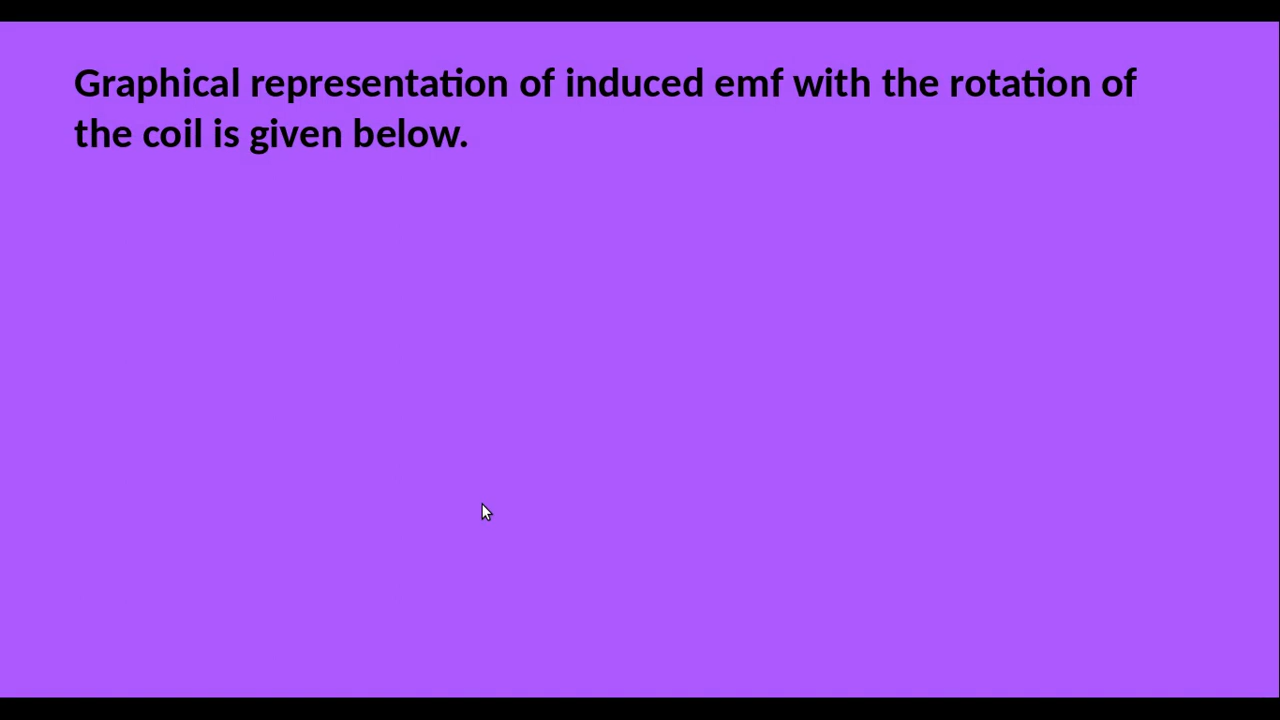 Graphical representation of induced emf with the rotation of
the coil is given below.